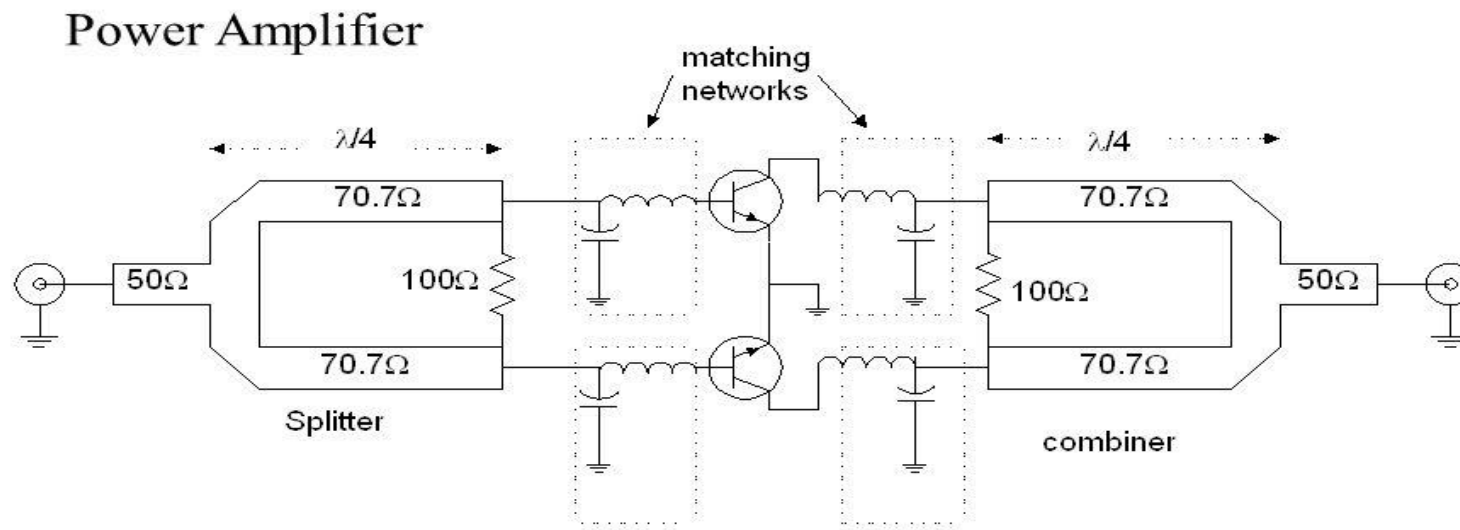 Power Amplifier
matching
networks
λ/4
λ/4
70.7Ω
70.7Ω
50Ω
100Ω
100Ω
50Ω
70.7Ω
70.7Ω
Splitter
combiner